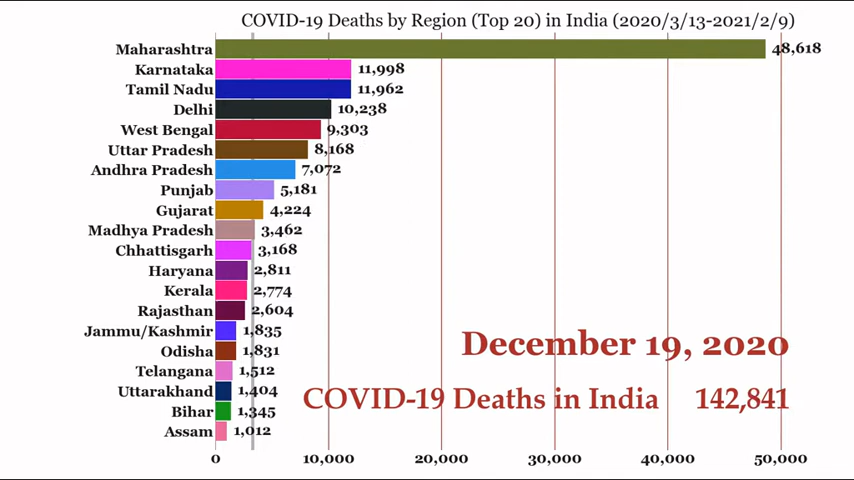 COVID-19 Deaths by Region (Top 20) in India (2020/3/13-2021/2/9)
Maharashtra 48,618
Karnataka 11,998
Tamil Nadu 11,962
Delhi 10,238
West Bengal 9,303
Uttar Pradesh 8,168
Andhra Pradesh 7,072
Punjab 5,181
Gujarat 4,224
Madhya Pradesh 3,462
Chhattisgarh 3,168
Haryana 2,811
Kerala 2,774
Rajasthan 2,604
Jammu/Kashmir 1,835
Odisha 1,831
Telangana 1,512
Uttarakhand 1,404
Bihar 1,345
Assam 1,012
December 19, 2020
COVID-19 Deaths in India 142,841
0 10,000 20,000 30,000 40,000 50,000